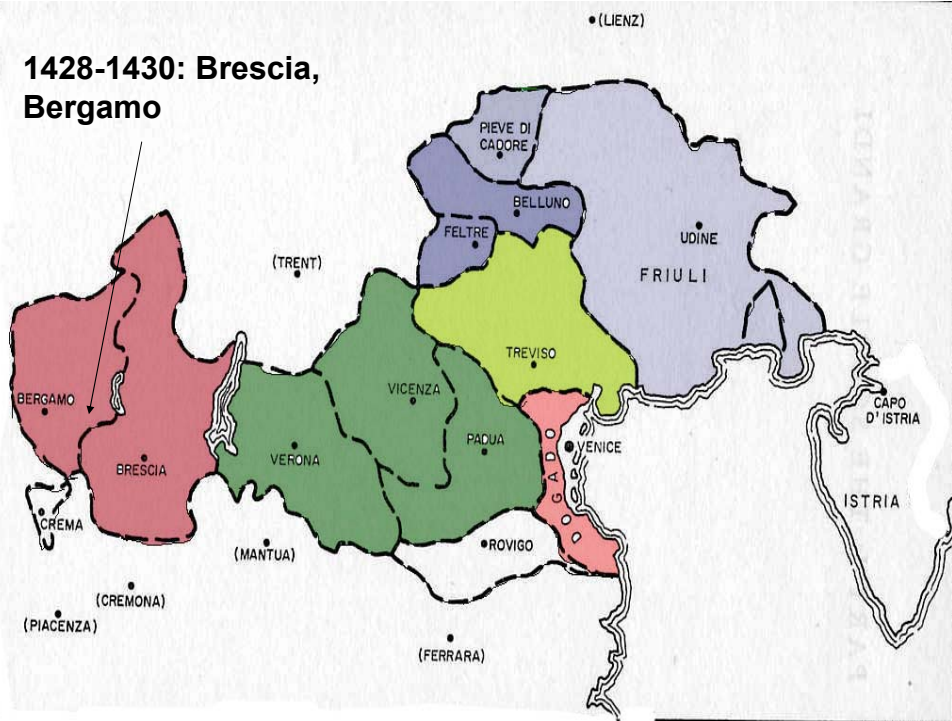 1428-1430: Brescia,
Bergamo
(LIENZ)
PIEVE DI
CADORE
BELLUNO
FELTRE
UDINE
FRIULI
(TRENT)
TREVISO
BERGAMO
VICENZA
CAPO
D'ISTRIA
PADUA
VENICE
BRESCIA
VERONA
DOGADO
ISTRIA
CREMA
(MANTUA)
ROVIGO
(CREMONA)
(PIACENZA)
(FERRARA)